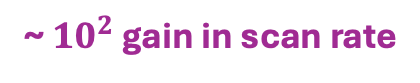 ~ 10² gain in scan rate